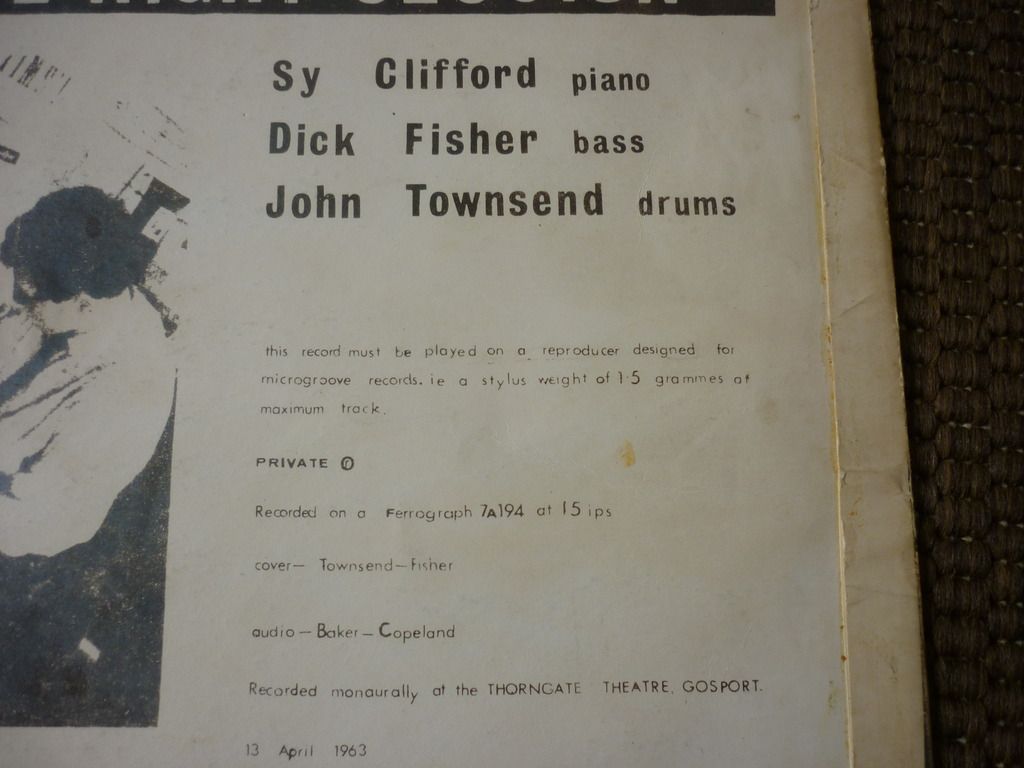 SESSION
Sy Clifford piano
Dick Fisher bass
John Townsend drums
this record must be played on a reproducer designed for
microgroove records. ie a stylus weight of 1·5 grammes at
maximum track.
PRIVATE ⓡ
Recorded on a Ferrograph 7A194 at 15 ips
cover— Townsend—Fisher
audio — Baker — Copeland
Recorded monaurally at the THORNGATE THEATRE, GOSPORT.
13 April 1963